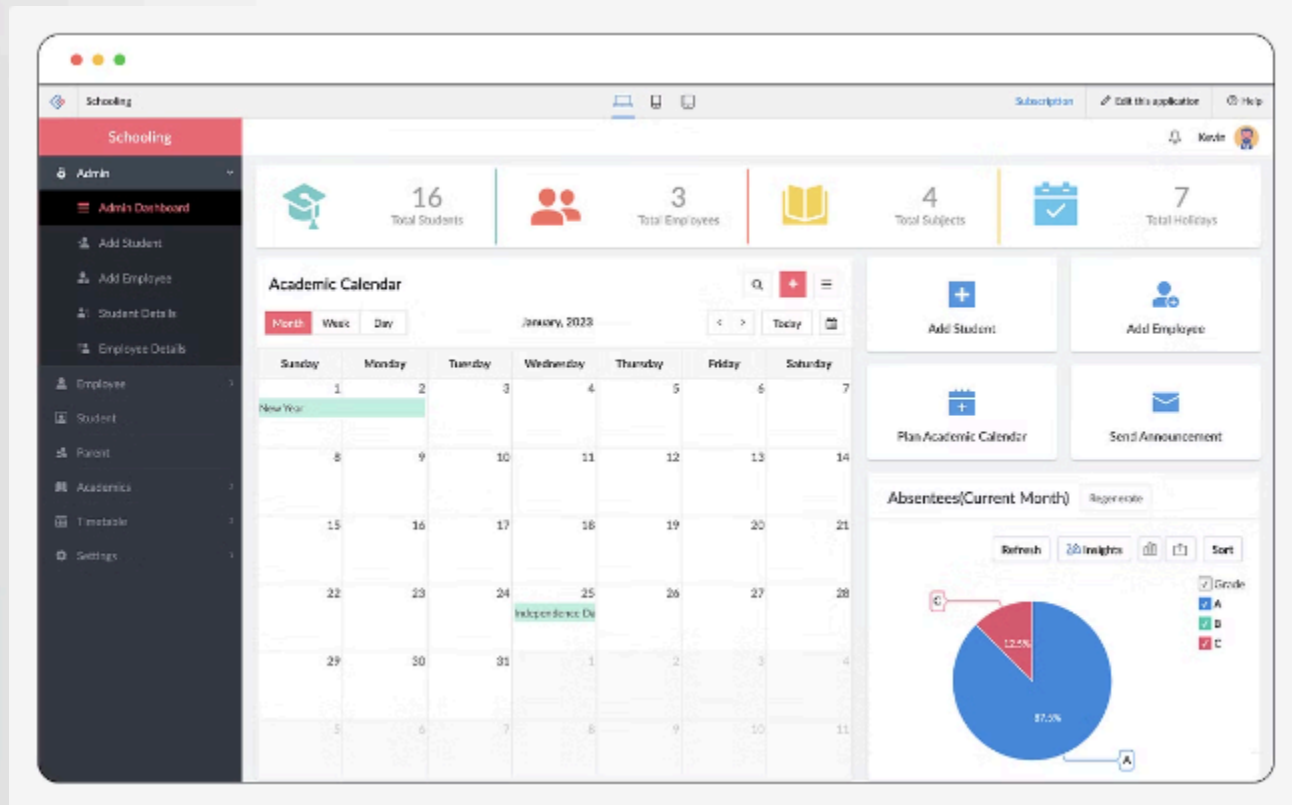 Schooling
Subscription
Edit this application
Help
Schooling
Kevin
Admin
Admin Dashboard
Add Student
Add Employee
Student Details
Employee Details
Employee
Student
Parent
Academics
Timetable
Settings
16
Total Students
3
Total Employees
4
Total Subjects
7
Total Holidays
Academic Calendar
Month Week Day
January, 2023
< > Today
Sunday Monday Tuesday Wednesday Thursday Friday Saturday
1 2 3 4 5 6 7
New Year
8 9 10 11 12 13 14
15 16 17 18 19 20 21
22 23 24 25 26 27 28
Independence Da
29 30 31 1 2 3 4
5 6 7 8 9 10 11
Add Student
Add Employee
Plan Academic Calendar
Send Announcement
Absentees(Current Month) Regenerate
Refresh Insights Sort
Grade
A
B
C
C
12.5%
87.5%
A